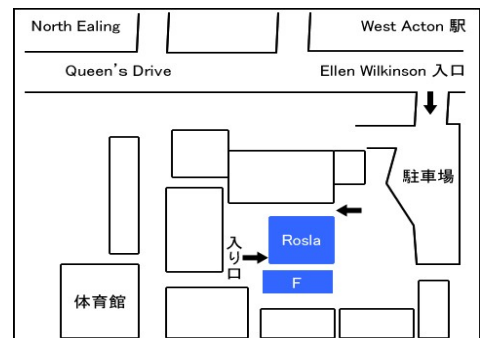 North Ealing
West Acton 駅
Queen's Drive
Ellen Wilkinson 入口
駐車場
Rosla
入り口
F
体育館